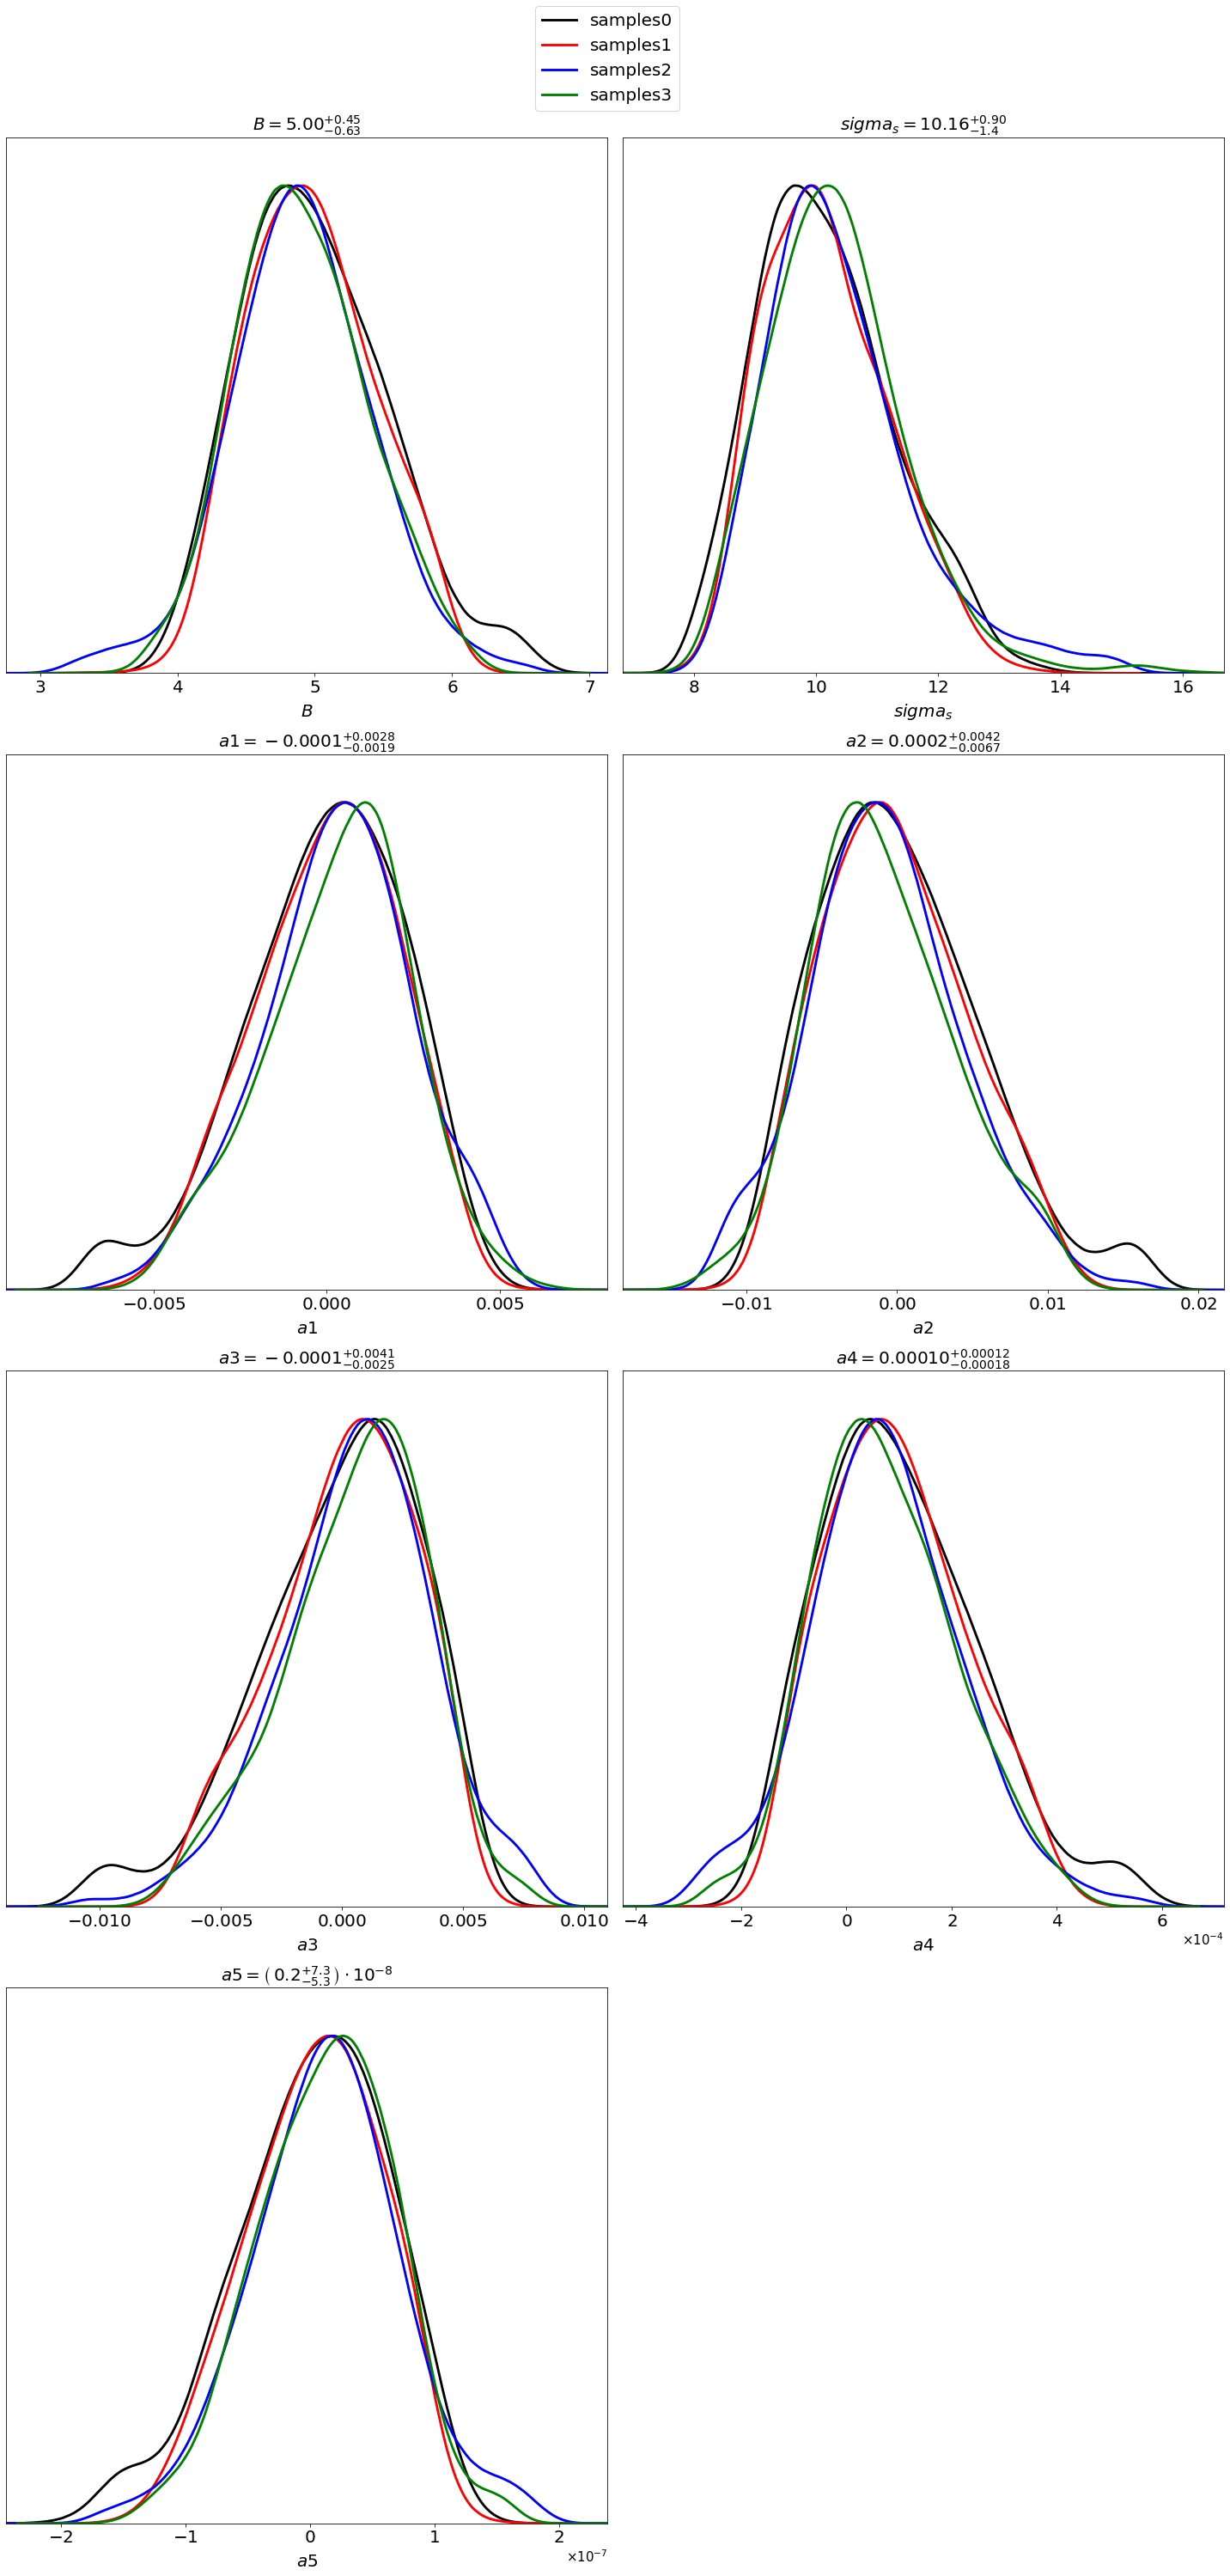 samples0
samples1
samples2
samples3
B = 5.00^{+0.45}_{-0.63}
sigma_s = 10.16^{+0.90}_{-1.4}
3 4 5 6 7
8 10 12 14 16
B
sigma_s
a1 = −0.0001^{+0.0028}_{-0.0019}
a2 = 0.0002^{+0.0042}_{-0.0067}
−0.005 0.000 0.005
−0.01 0.00 0.01 0.02
a1
a2
a3 = −0.0001^{+0.0041}_{-0.0025}
a4 = 0.00010^{+0.00012}_{-0.00018}
−0.010 −0.005 0.000 0.005 0.010
−4 −2 0 2 4 6
×10^{-4}
a3
a4
a5 = (0.2^{+7.3}_{-5.3}) · 10^{-8}
−2 −1 0 1 2
×10^{-7}
a5